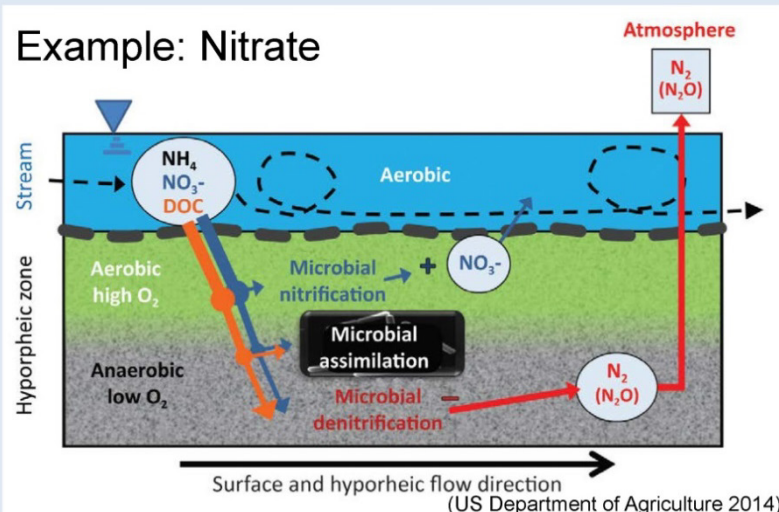 Example: Nitrate
Atmosphere
N₂
(N₂O)
Stream
NH₄
NO₃-
DOC
Aerobic
Hyporpheic zone
Aerobic
high O₂
Microbial
nitrification
+
NO₃-
Microbial
assimilation
Anaerobic
low O₂
Microbial –
denitrification
N₂
(N₂O)
Surface and hyporheic flow direction
(US Department of Agriculture 2014)